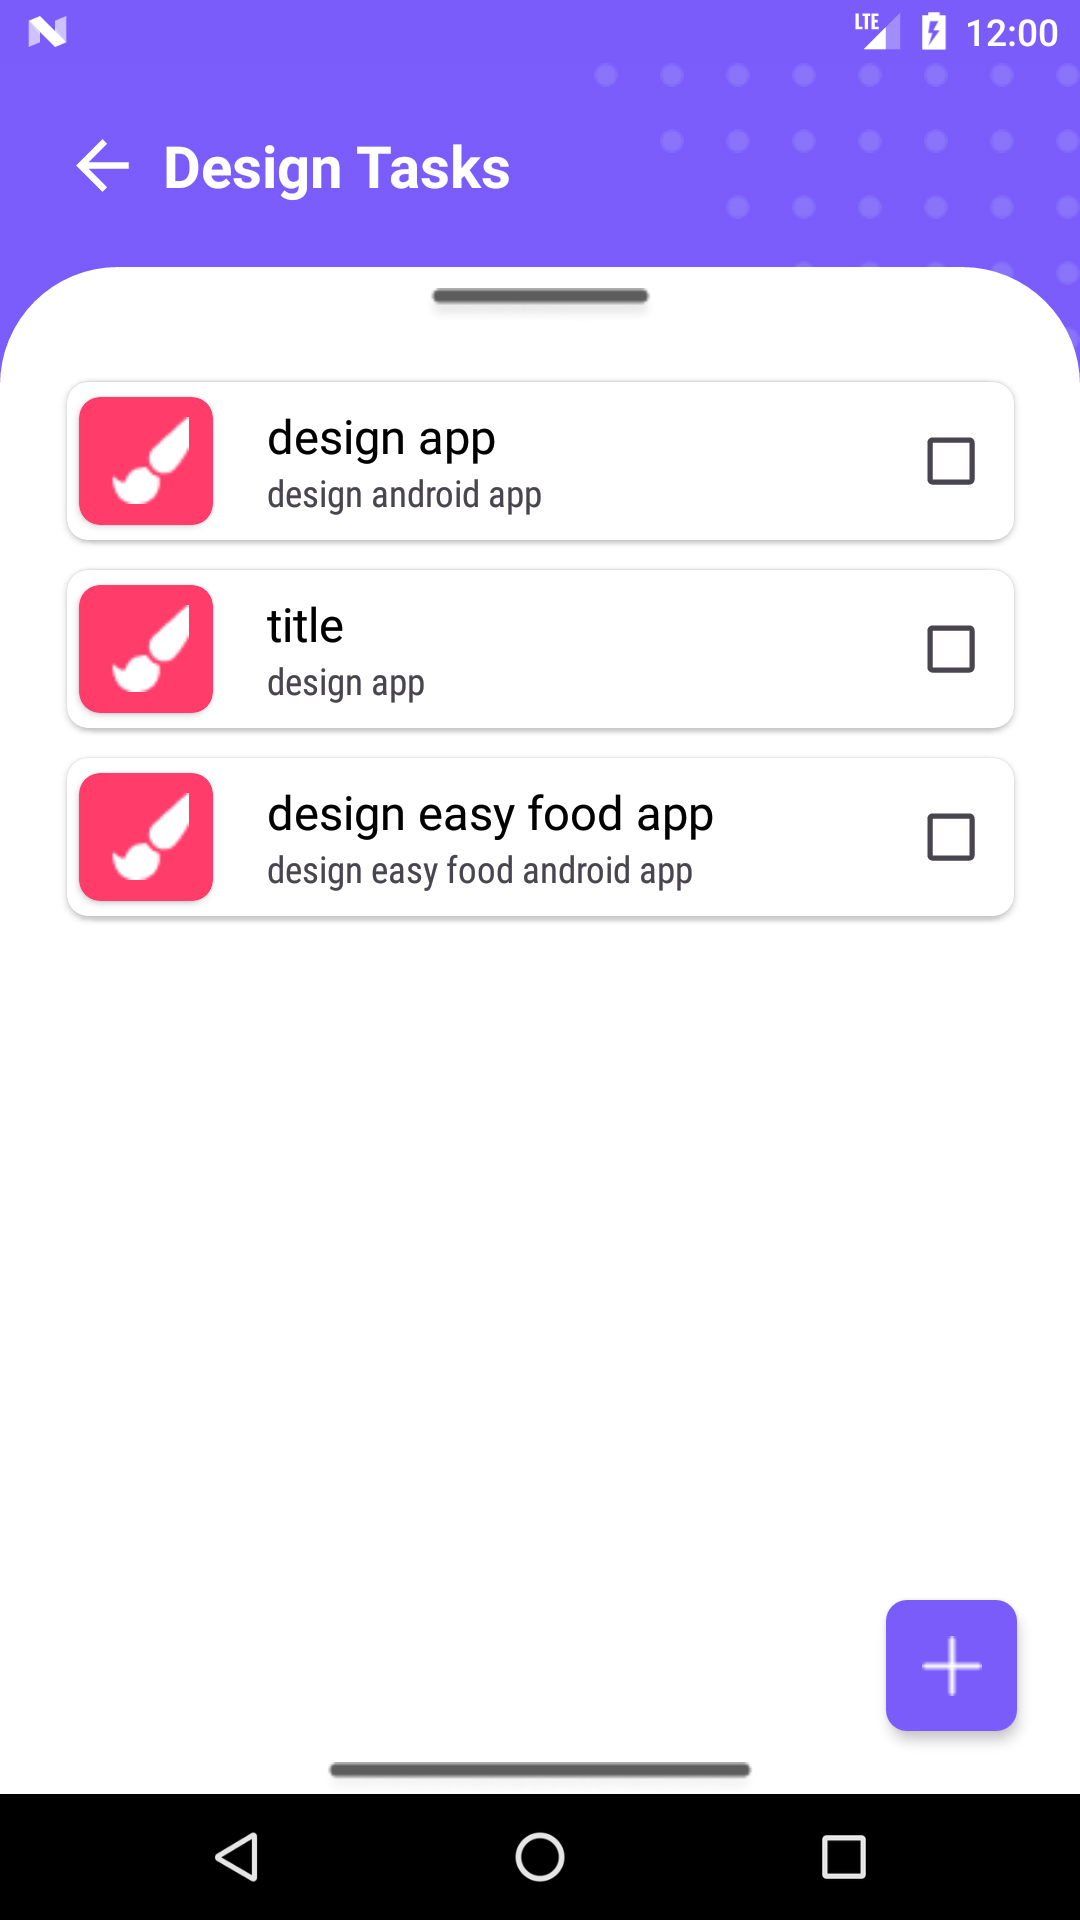 LTE 12:00
Design Tasks
design app
design android app
title
design app
design easy food app
design easy food android app